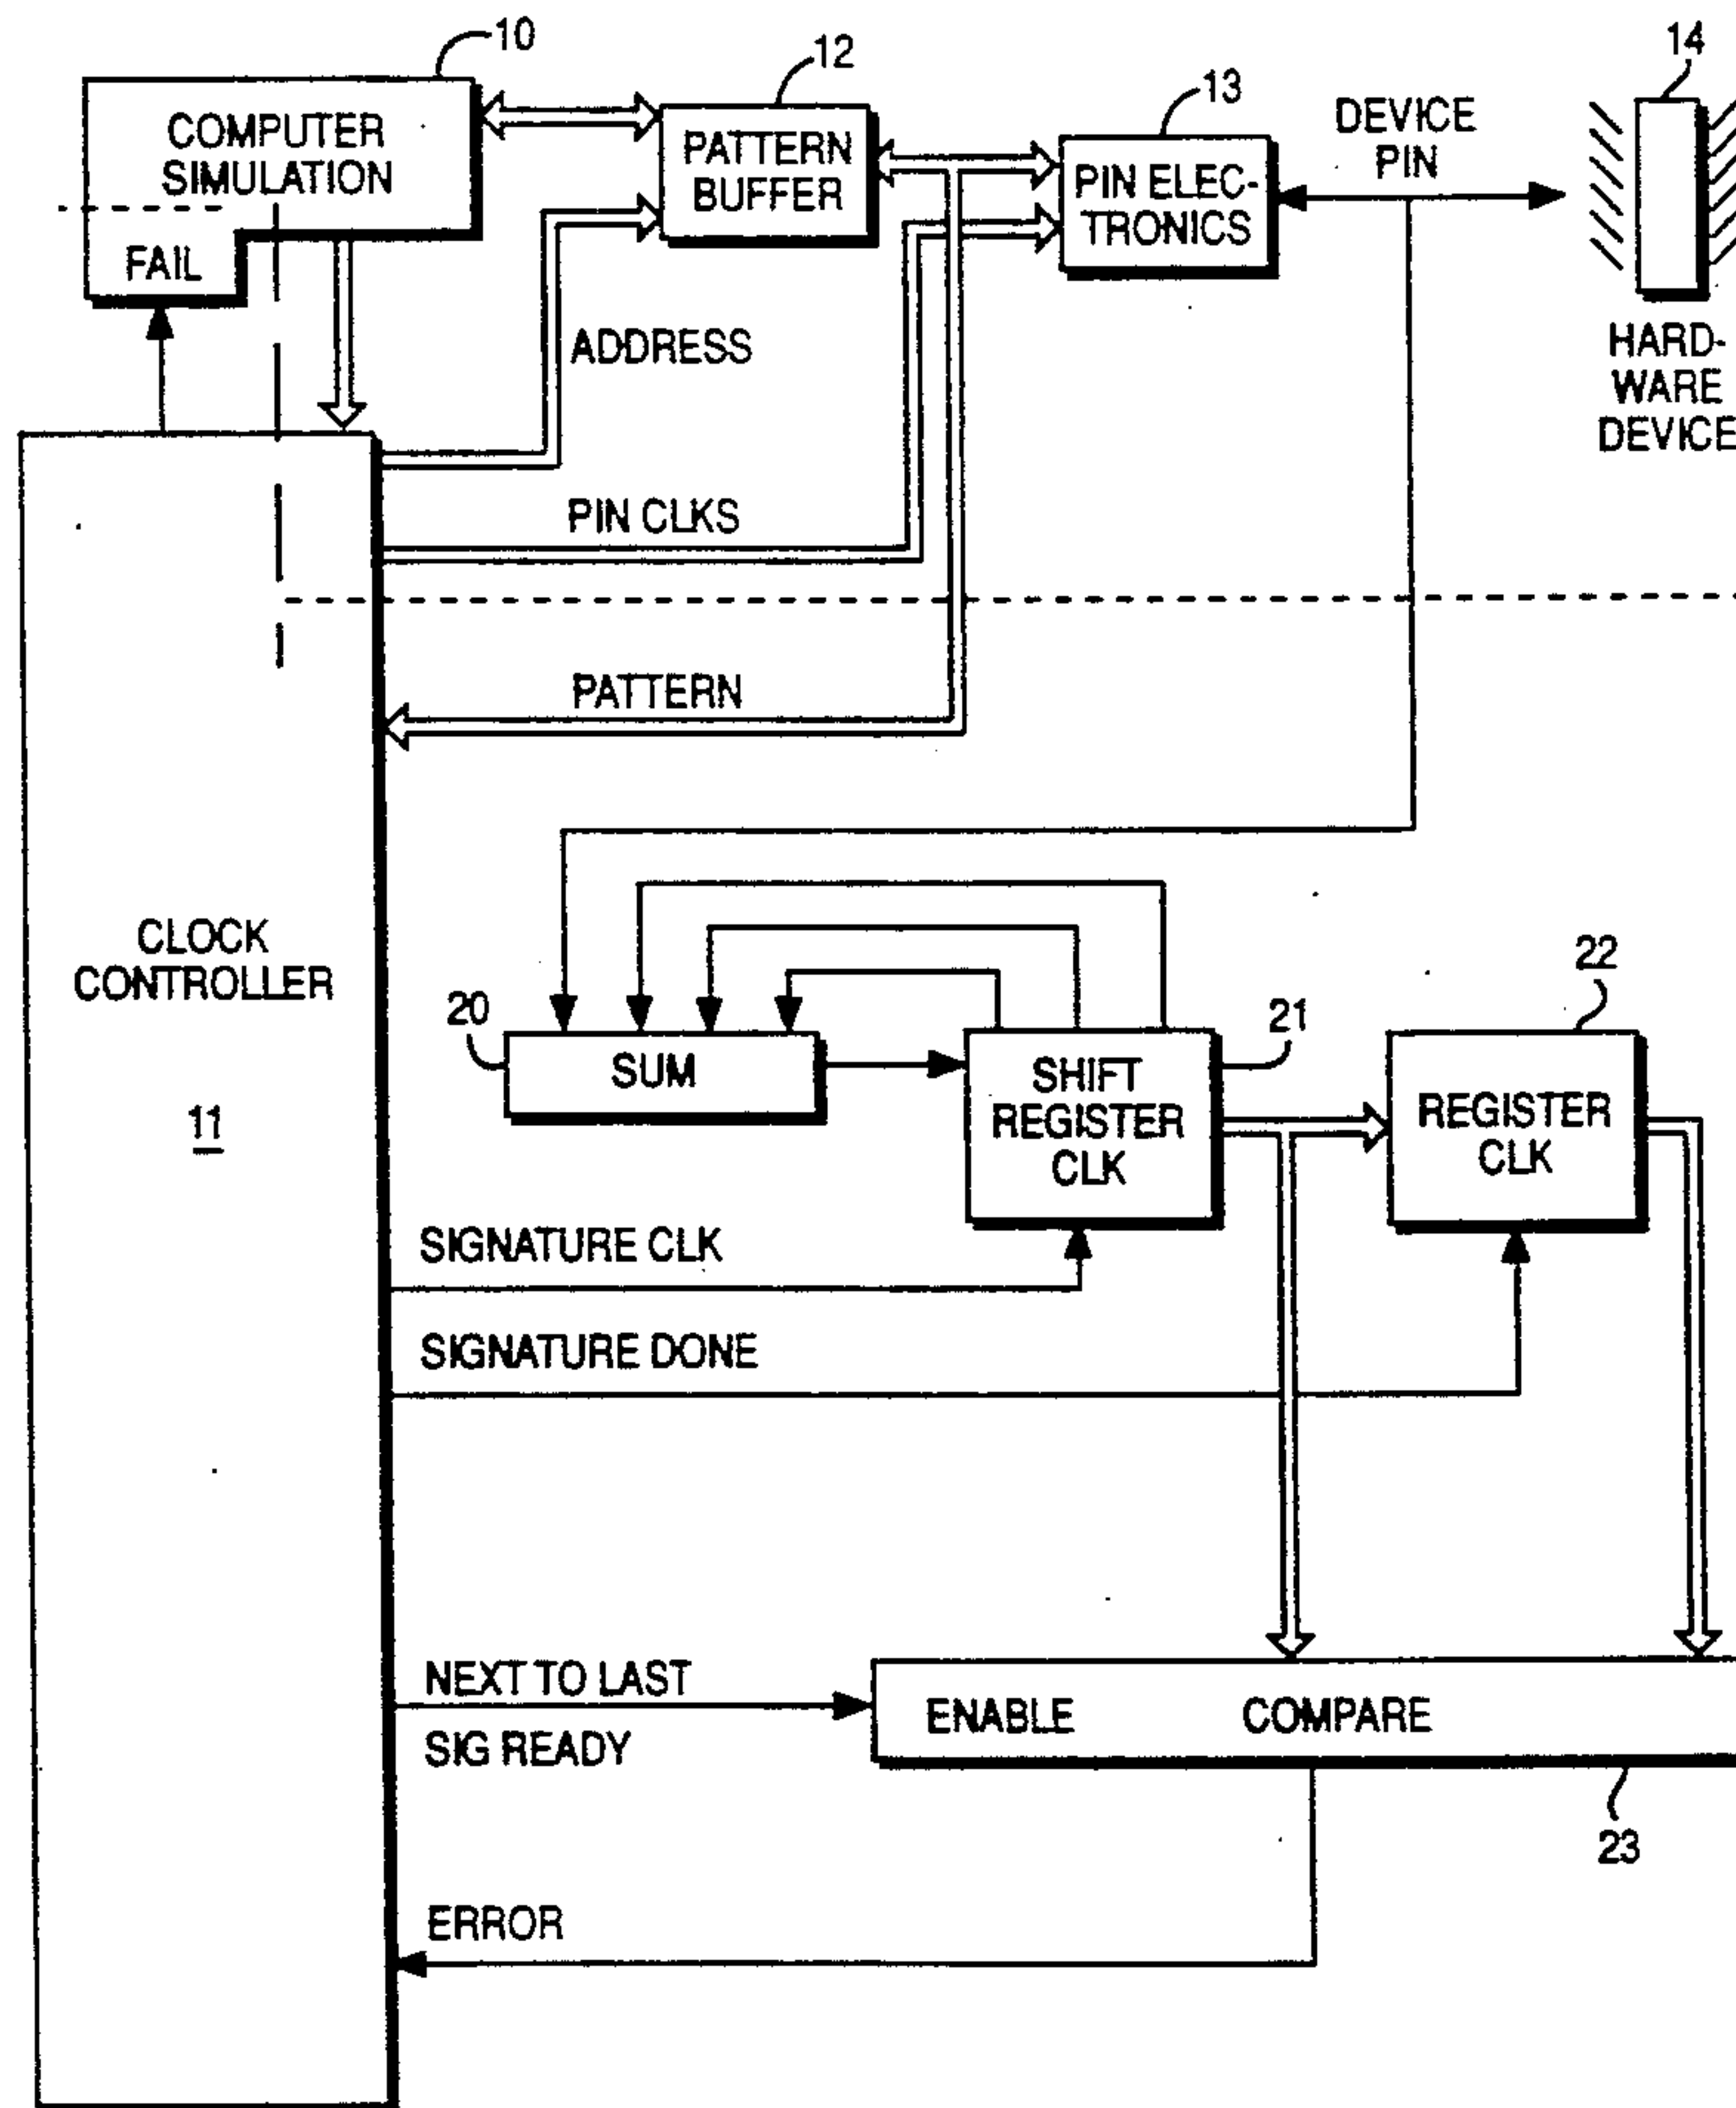 10
12
13
14
COMPUTER
SIMULATION
FAIL
PATTERN
BUFFER
PIN ELEC-
TRONICS
DEVICE
PIN
HARD-
WARE
DEVICE
ADDRESS
PIN CLKS
PATTERN
CLOCK
CONTROLLER
11
20
SUM
21
SHIFT
REGISTER
CLK
22
REGISTER
CLK
SIGNATURE CLK
SIGNATURE DONE
NEXT TO LAST
SIG READY
ENABLE COMPARE
23
ERROR